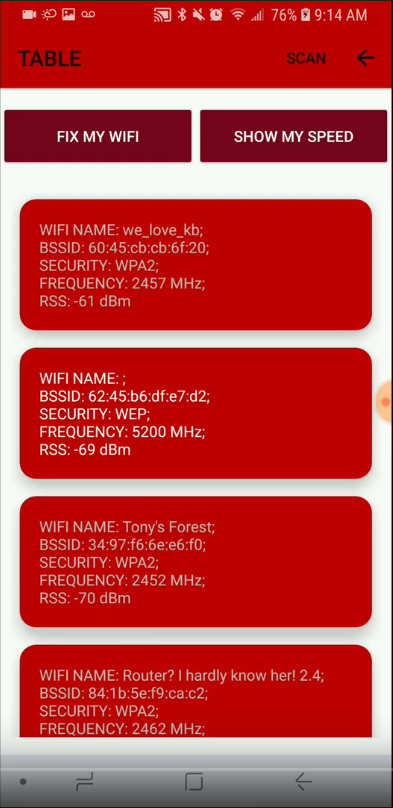 76% 9:14 AM
TABLE SCAN
FIX MY WIFI SHOW MY SPEED
WIFI NAME: we_love_kb;
BSSID: 60:45:cb:cb:6f:20;
SECURITY: WPA2;
FREQUENCY: 2457 MHz;
RSS: -61 dBm
WIFI NAME: ;
BSSID: 62:45:b6:df:e7:d2;
SECURITY: WEP;
FREQUENCY: 5200 MHz;
RSS: -69 dBm
WIFI NAME: Tony's Forest;
BSSID: 34:97:f6:6e:e6:f0;
SECURITY: WPA2;
FREQUENCY: 2452 MHz;
RSS: -70 dBm
WIFI NAME: Router? I hardly know her! 2.4;
BSSID: 84:1b:5e:f9:ca:c2;
SECURITY: WPA2;
FREQUENCY: 2462 MHz;